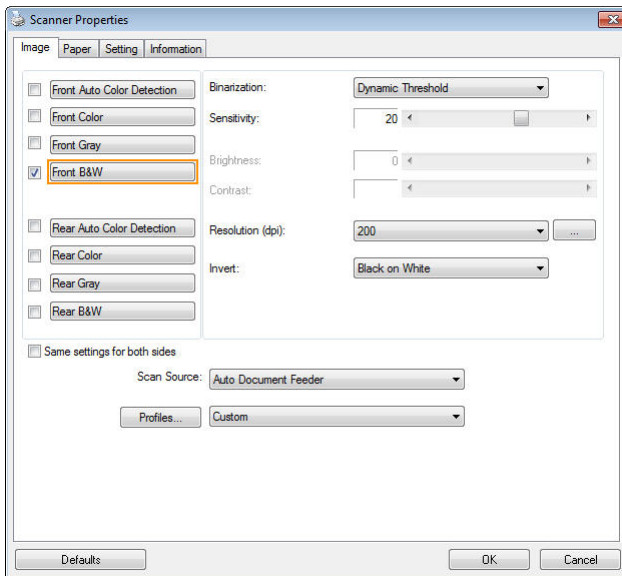 Scanner Properties
Image Paper Setting Information
Front Auto Color Detection
Front Color
Front Gray
Front B&W
Rear Auto Color Detection
Rear Color
Rear Gray
Rear B&W
Binarization: Dynamic Threshold
Sensitivity: 20
Brightness: 0
Contrast:
Resolution (dpi): 200 ...
Invert: Black on White
Same settings for both sides
Scan Source: Auto Document Feeder
Profiles... Custom
Defaults OK Cancel